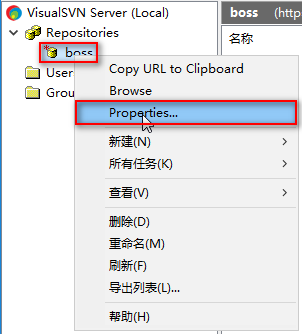 VisualSVN Server (Local)
Repositories
boss
User
Grou
boss (http
名称
Copy URL to Clipboard
Browse
Properties...
新建(N)
所有任务(K)
查看(V)
删除(D)
重命名(M)
刷新(F)
导出列表(L)...
帮助(H)